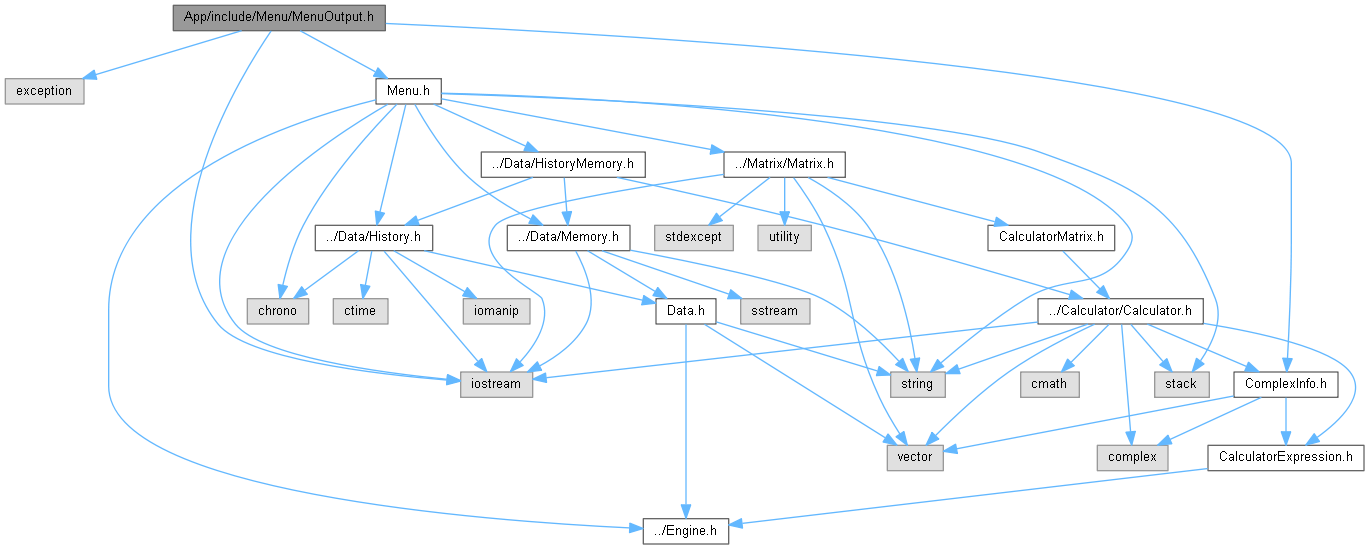 App/include/Menu/MenuOutput.h
exception
Menu.h
../Data/HistoryMemory.h
../Matrix/Matrix.h
../Data/History.h
../Data/Memory.h
stdexcept
utility
CalculatorMatrix.h
chrono
ctime
iomanip
Data.h
sstream
../Calculator/Calculator.h
iostream
string
cmath
stack
ComplexInfo.h
vector
complex
CalculatorExpression.h
../Engine.h